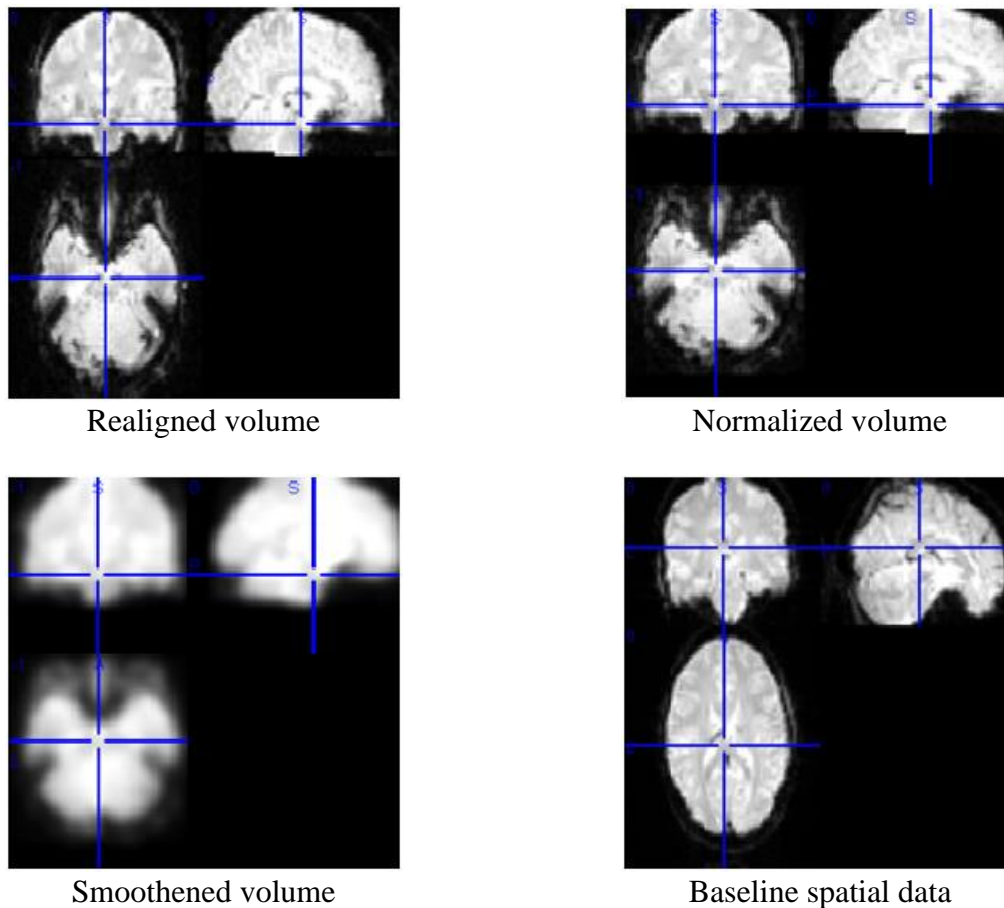 Realigned volume
Normalized volume
Smoothened volume
Baseline spatial data